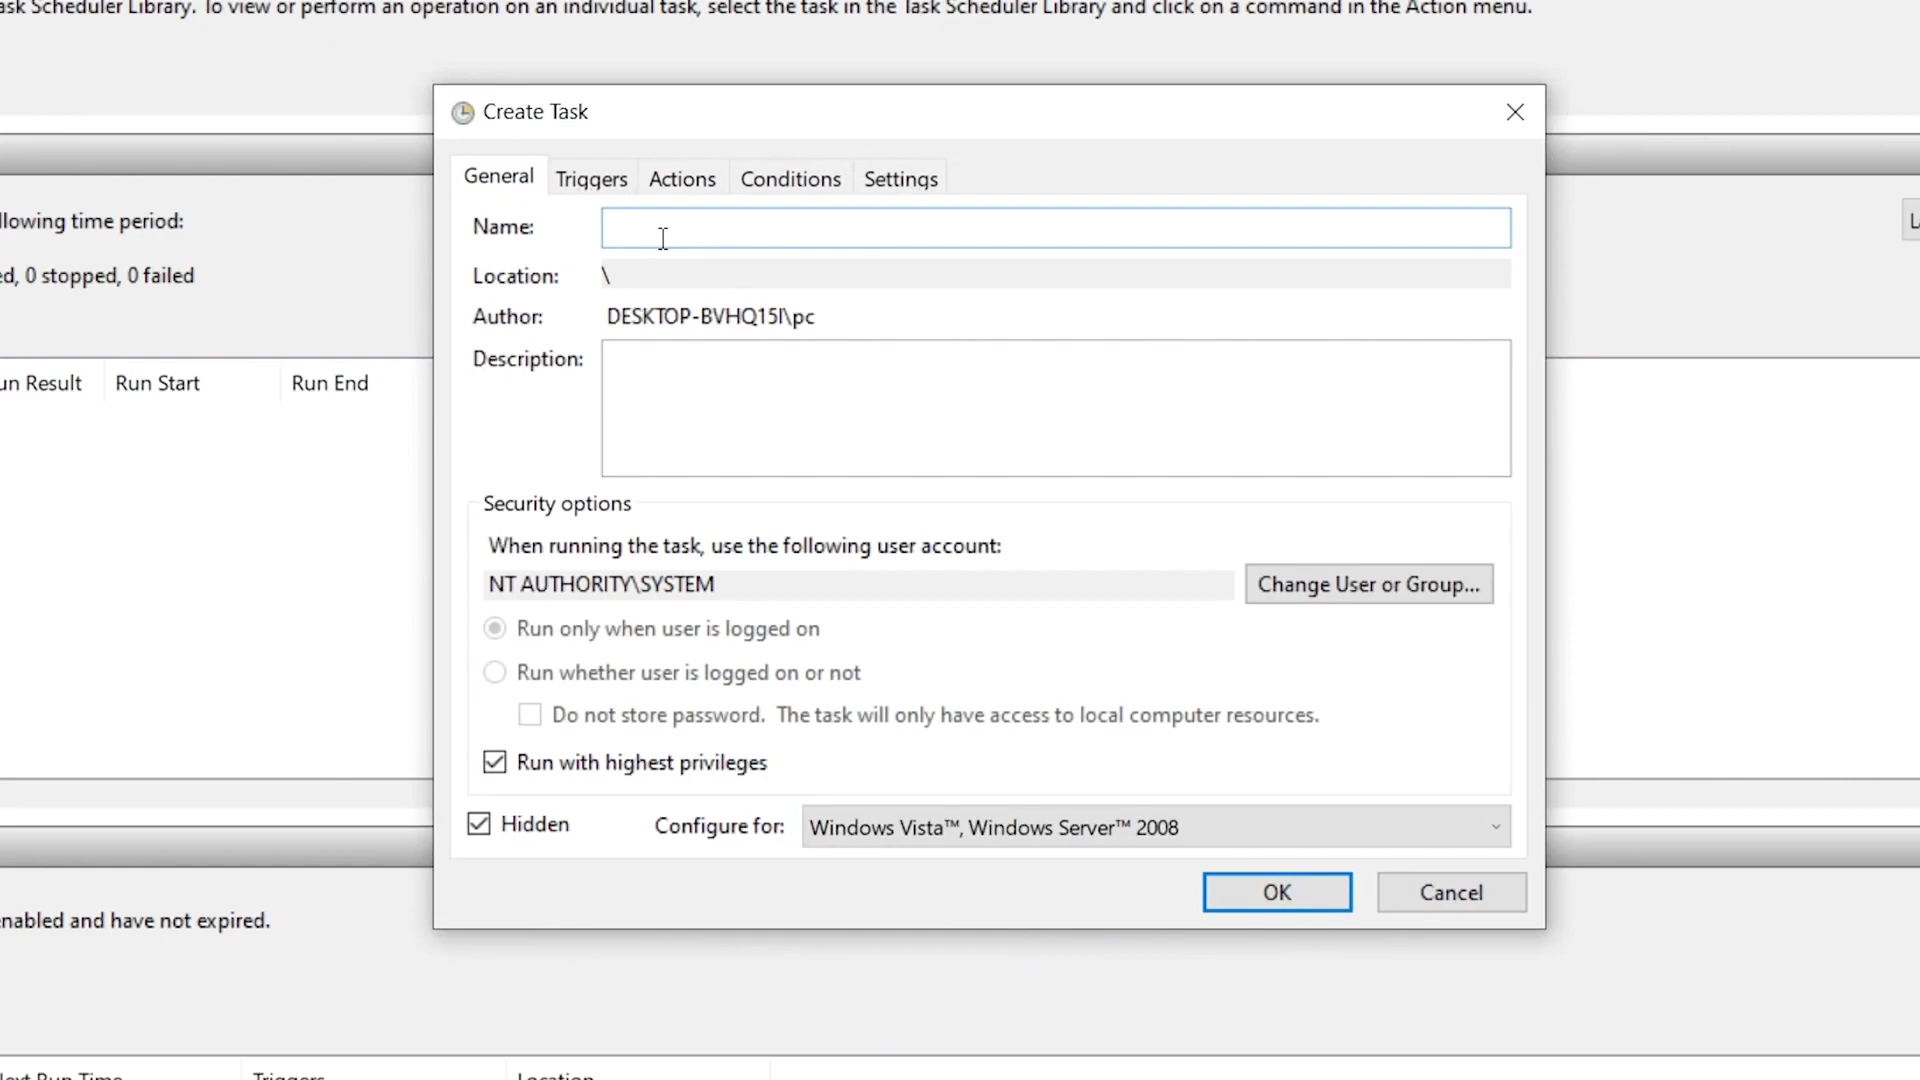 ask Scheduler Library. To view or perform an operation on an individual task, select the task in the Task Scheduler Library and click on a command in the Action menu.
Create Task
General Triggers Actions Conditions Settings
llowing time period:
ed, 0 stopped, 0 failed
un Result Run Start Run End
Name:
Location: \
Author: DESKTOP-BVHQ15I\pc
Description:
Security options
When running the task, use the following user account:
NT AUTHORITY\SYSTEM Change User or Group...
Run only when user is logged on
Run whether user is logged on or not
Do not store password. The task will only have access to local computer resources.
Run with highest privileges
Hidden Configure for: Windows Vista™, Windows Server™ 2008
OK Cancel
nabled and have not expired.
Next Run Time Triggers Location